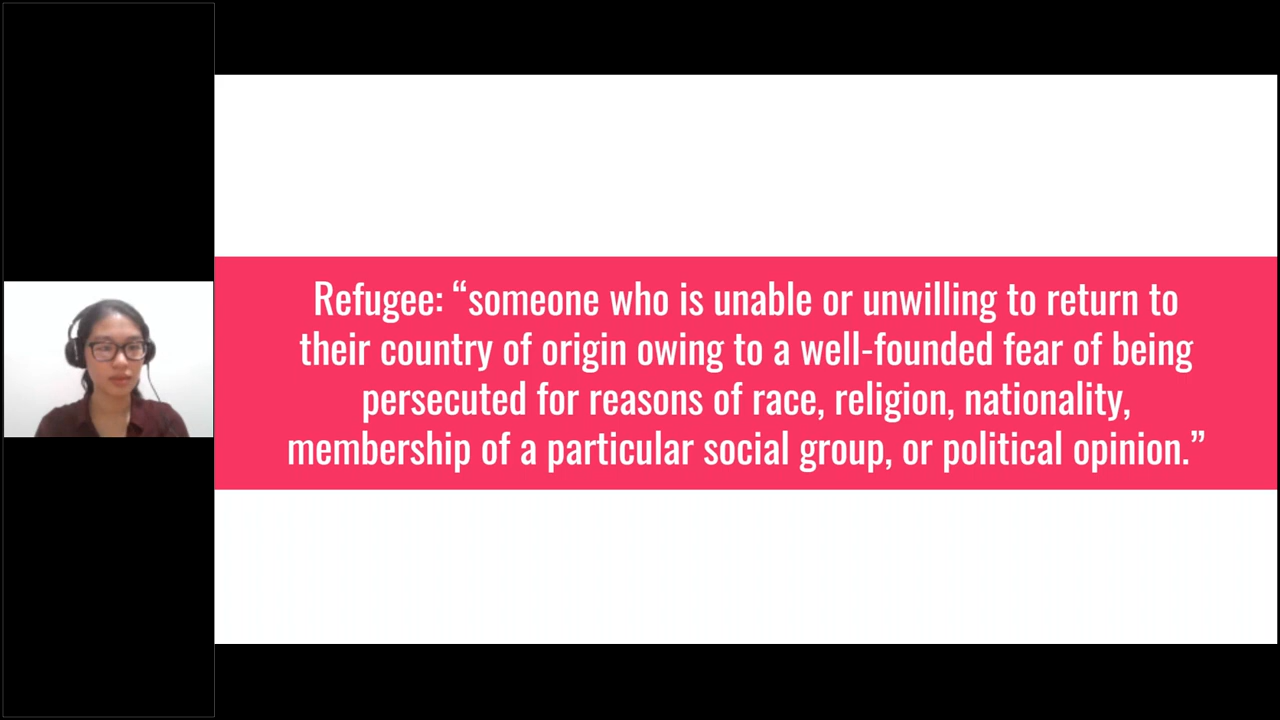 Refugee: “someone who is unable or unwilling to return to
their country of origin owing to a well-founded fear of being
persecuted for reasons of race, religion, nationality,
membership of a particular social group, or political opinion.”